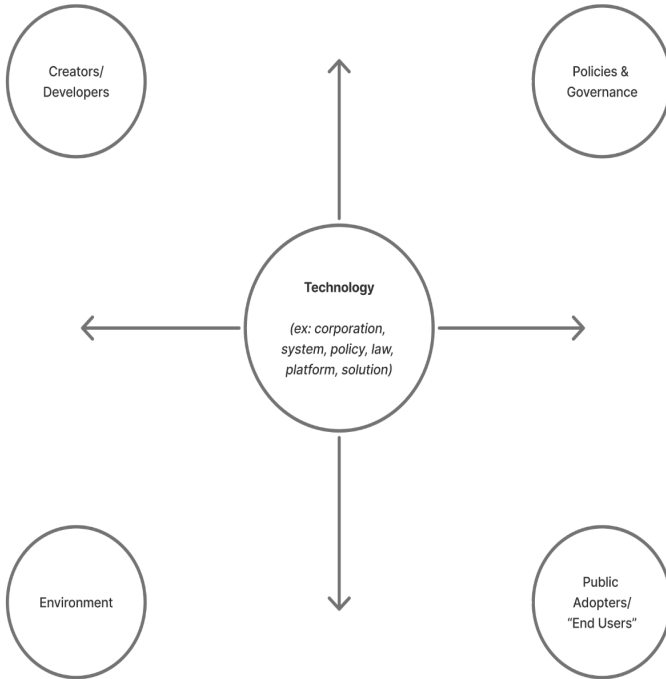 Creators/
Developers
Policies &
Governance
Technology
(ex: corporation,
system, policy, law,
platform, solution)
Environment
Public
Adopters/
“End Users”